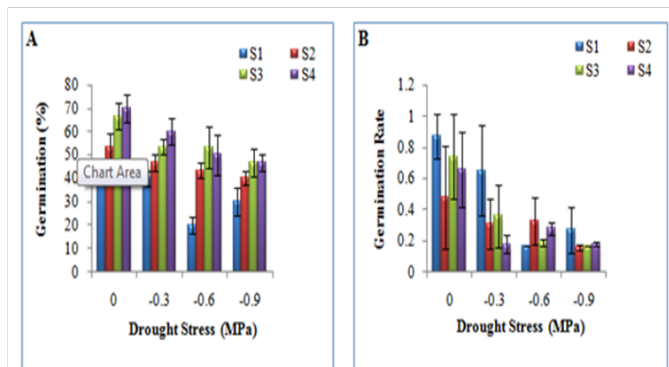 A
S1 S2
S3 S4
80
70
60
50
40
30
20
10
0
Germination (%)
Chart Area
0 -0.3 -0.6 -0.9
Drought Stress (MPa)
B
S1 S2
S3 S4
1.2
1
0.8
0.6
0.4
0.2
0
Germination Rate
0 -0.3 -0.6 -0.9
Drought Stress (MPa)